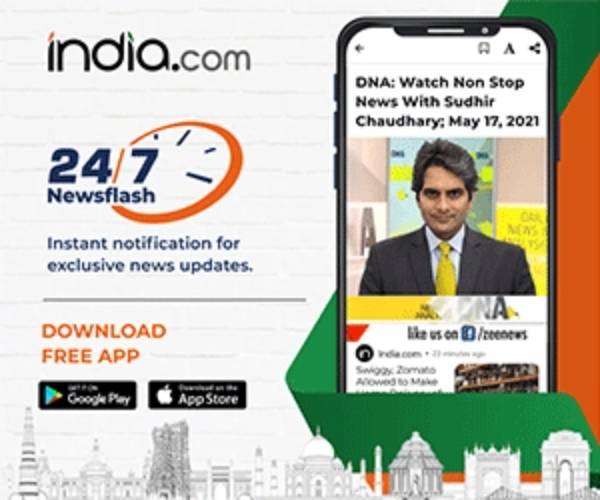 india.com
24/7
Newsflash
Instant notification for
exclusive news updates.
DOWNLOAD
FREE APP
GET IT ON
Google Play
Download on the
App Store
A
DNA: Watch Non Stop
News With Sudhir
Chaudhary; May 17, 2021
DNA
like us on f/zeenews
India.com • 23 minutes ago
Swiggy, Zomato
Allowed to Make